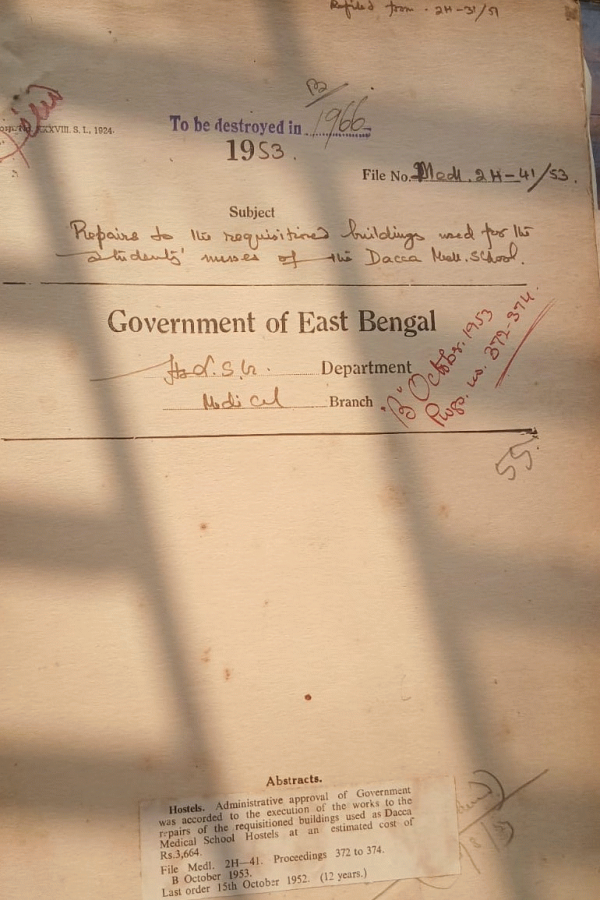 Refiled from . 2H-31/51
XXXVIII. S. L., 1924.
B
To be destroyed in 1966
1953.
File No. Medl. 2H-41/53.
Subject
Repairs to the requisitioned buildings used for the
students' messes of the Dacca Medl. School.
Government of East Bengal
Department
Medical Branch
"B" October. 1953
Progs. no. 372-374.
55.
Abstracts.
Hostels. Administrative approval of Government
was accorded to the execution of the works to the
repairs of the requisitioned buildings used as Dacca
Medical School Hostels at an estimated cost of
Rs.3,664.
File Medl. 2H—41. Proceedings 372 to 374.
B October 1953.
Last order 15th October 1952. (12 years.)